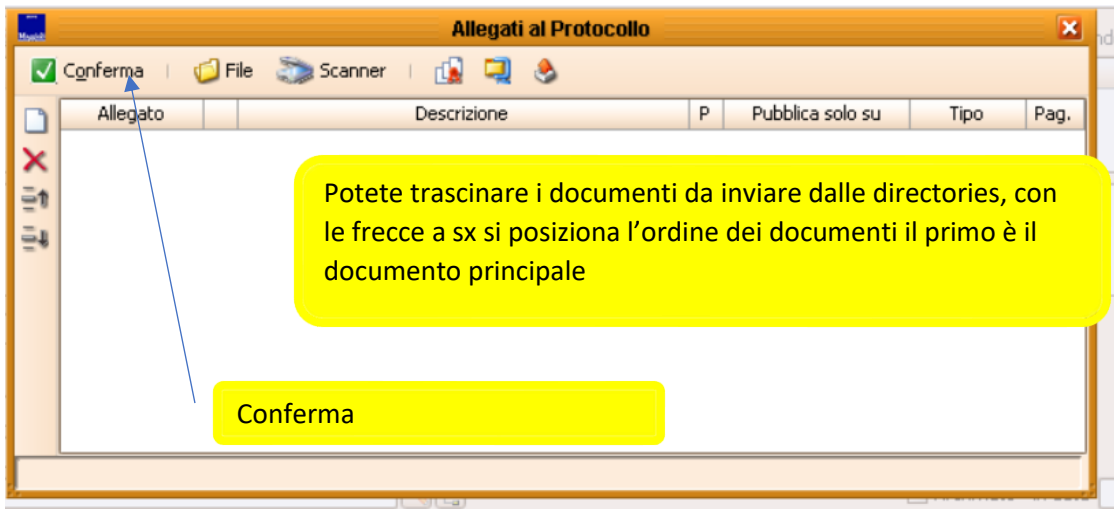 Allegati al Protocollo
Conferma File Scanner
Allegato Descrizione P Pubblica solo su Tipo Pag.
Potete trascinare i documenti da inviare dalle directories, con
le frecce a sx si posiziona l’ordine dei documenti il primo è il
documento principale
Conferma